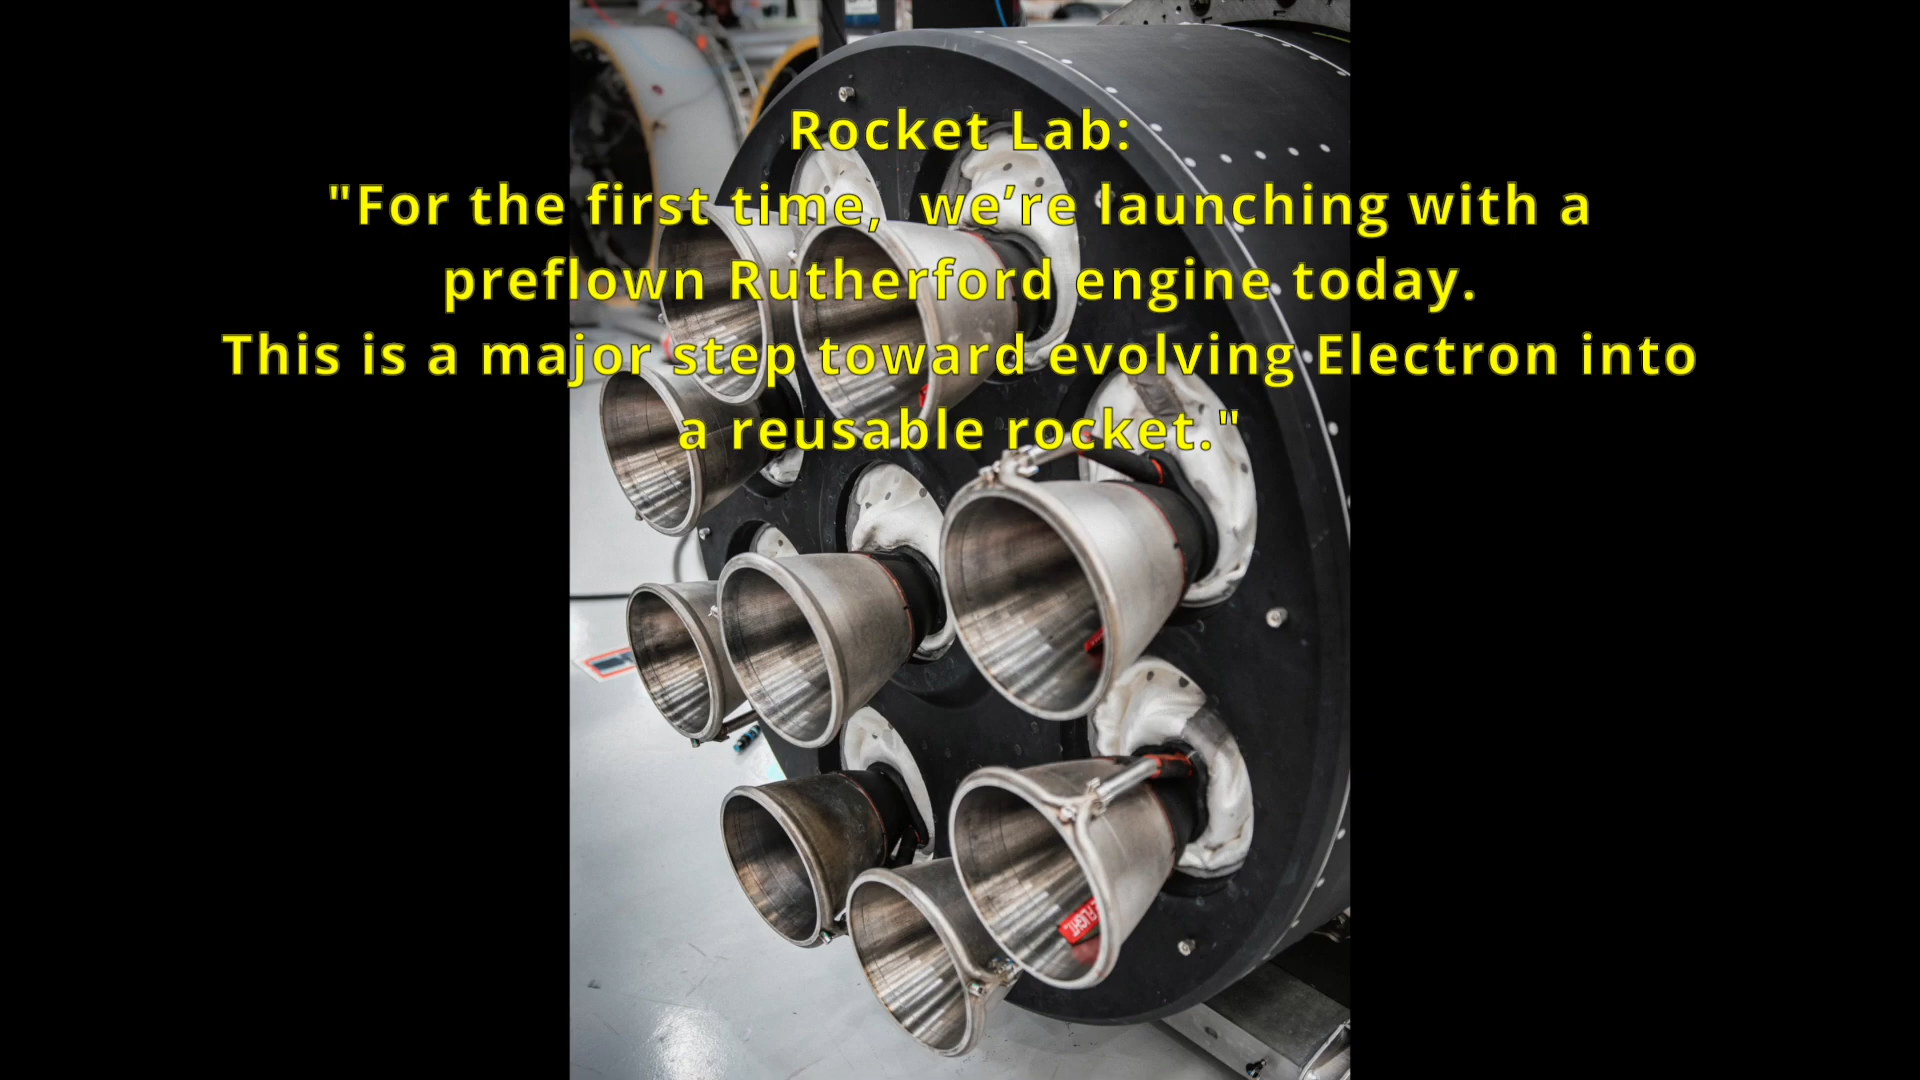 Rocket Lab:
"For the first time,  we’re launching with a
preflown Rutherford engine today.
This is a major step toward evolving Electron into
a reusable rocket."
FLIGHT